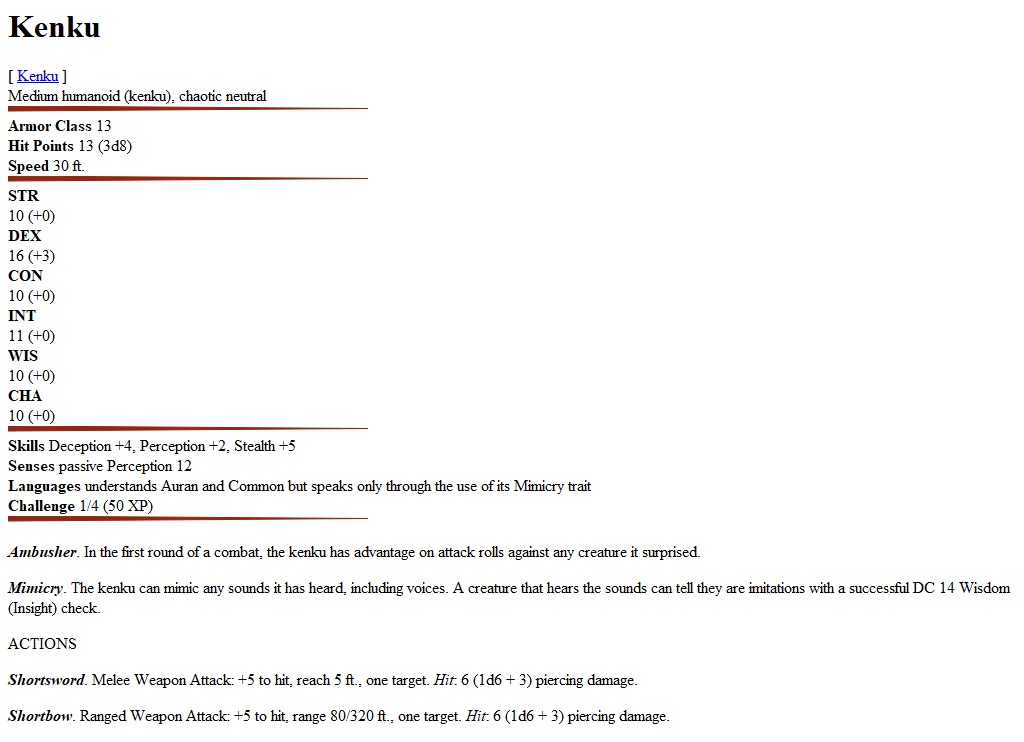 Kenku
[ Kenku ]
Medium humanoid (kenku), chaotic neutral
Armor Class 13
Hit Points 13 (3d8)
Speed 30 ft.
STR
10 (+0)
DEX
16 (+3)
CON
10 (+0)
INT
11 (+0)
WIS
10 (+0)
CHA
10 (+0)
Skills Deception +4, Perception +2, Stealth +5
Senses passive Perception 12
Languages understands Auran and Common but speaks only through the use of its Mimicry trait
Challenge 1/4 (50 XP)
Ambusher. In the first round of a combat, the kenku has advantage on attack rolls against any creature it surprised.
Mimicry. The kenku can mimic any sounds it has heard, including voices. A creature that hears the sounds can tell they are imitations with a successful DC 14 Wisdom
(Insight) check.
ACTIONS
Shortsword. Melee Weapon Attack: +5 to hit, reach 5 ft., one target. Hit: 6 (1d6 + 3) piercing damage.
Shortbow. Ranged Weapon Attack: +5 to hit, range 80/320 ft., one target. Hit: 6 (1d6 + 3) piercing damage.